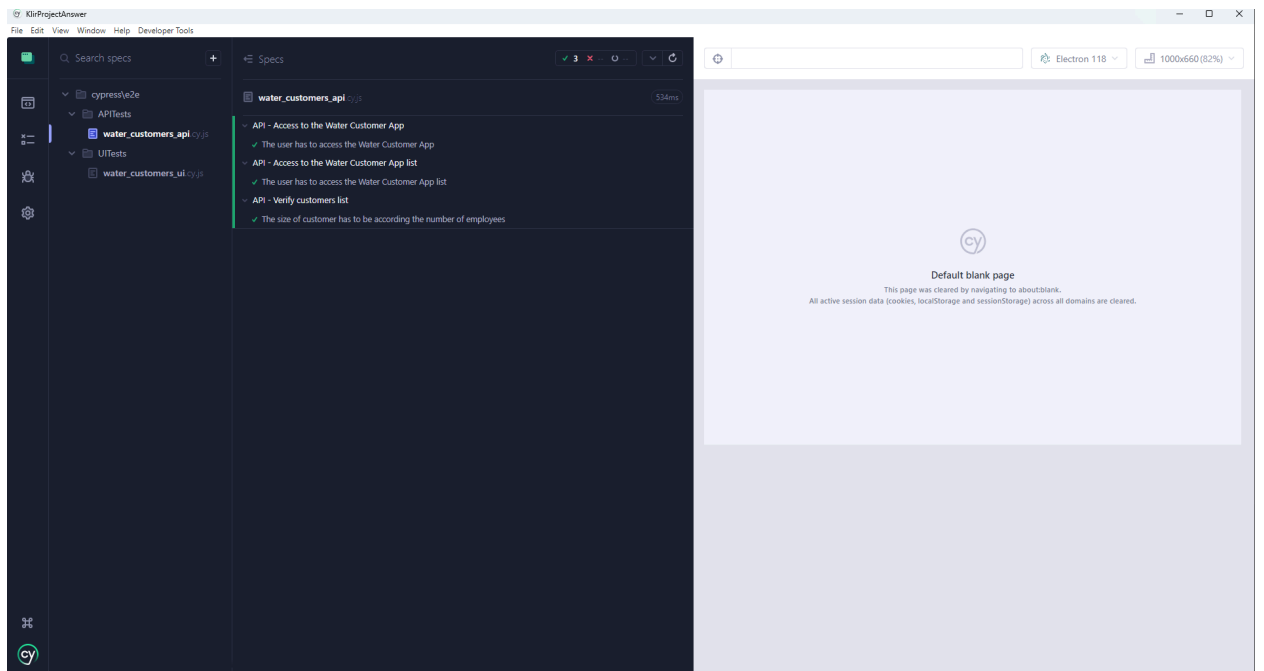 KlirProjectAnswer
File Edit View Window Help Developer Tools
Search specs
+
Specs
3
Electron 118
1000x660 (82%)
cypress\e2e
APITests
water_customers_api.cy.js
UITests
water_customers_ui.cy.js
water_customers_api.cy.js
534ms
API - Access to the Water Customer App
The user has to access the Water Customer App
API - Access to the Water Customer App list
The user has to access the Water Customer App list
API - Verify customers list
The size of customer has to be according the number of employees
cy
Default blank page
This page was cleared by navigating to about:blank.
All active session data (cookies, localStorage and sessionStorage) across all domains are cleared.
cy